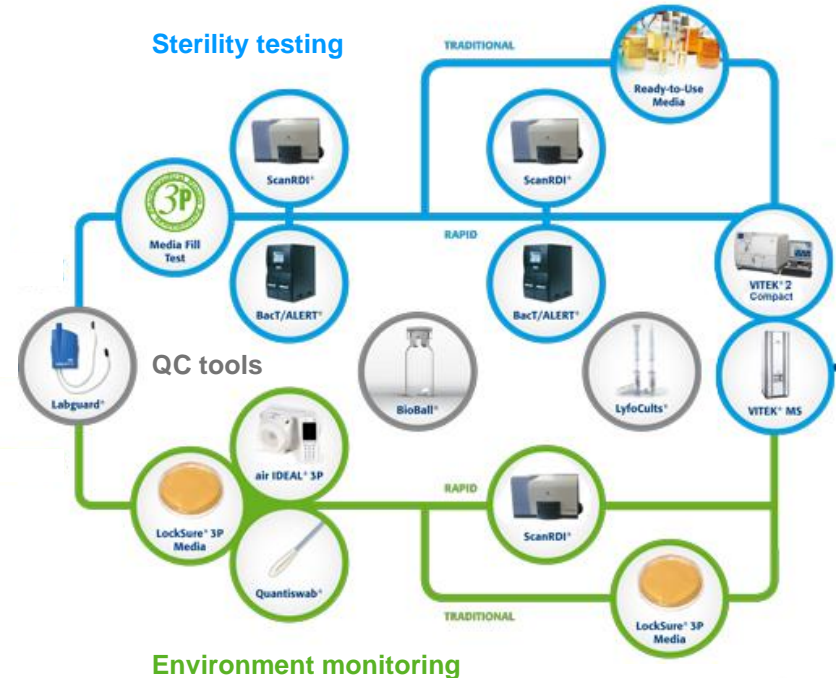 Sterility testing
TRADITIONAL
Ready-to-Use
Media
ScanRDI®
ScanRDI®
3P
Media Fill
Test
RAPID
BacT/ALERT®
BacT/ALERT®
VITEK® 2
Compact
Labguard®
QC tools
BioBall®
LyfoCults®
VITEK® MS
air IDEAL® 3P
LockSure® 3P
Media
RAPID
ScanRDI®
Quantiswab®
TRADITIONAL
LockSure® 3P
Media
Environment monitoring